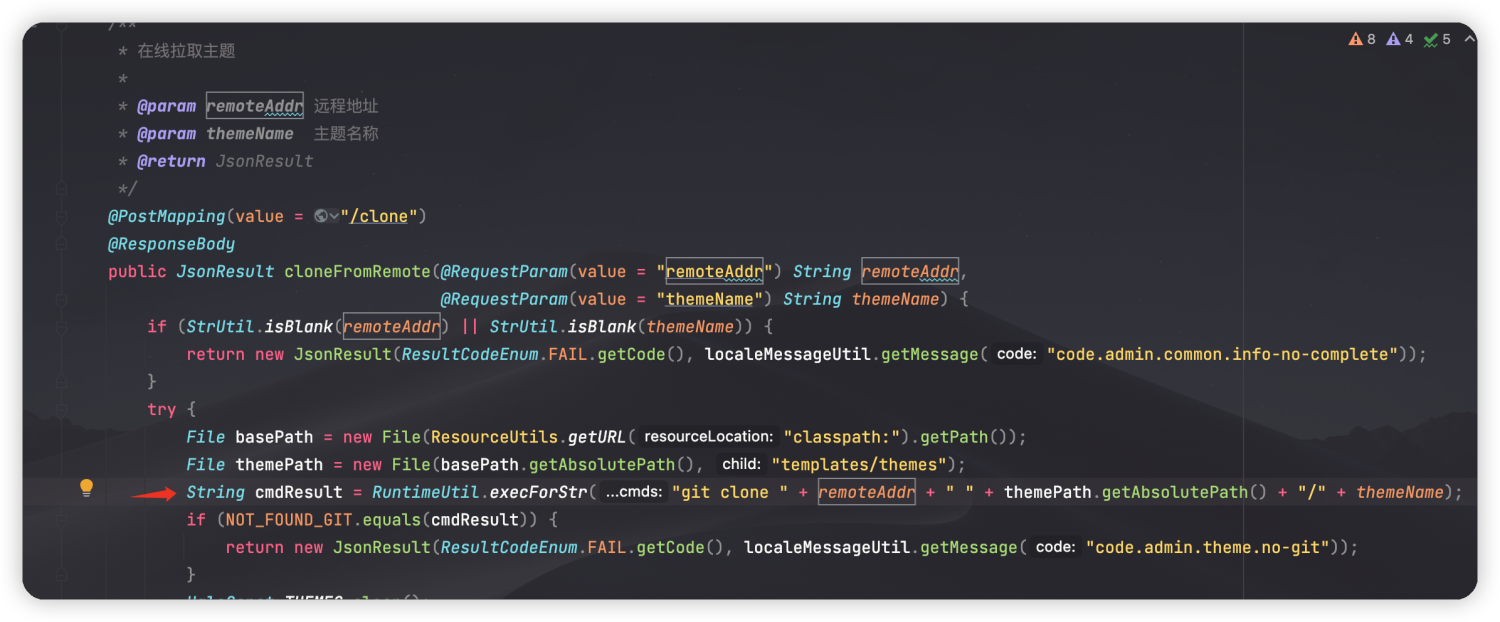 /**
8 4 5
* 在线拉取主题
*
* @param remoteAddr 远程地址
* @param themeName 主题名称
* @return JsonResult
*/
@PostMapping(value = "/clone")
@ResponseBody
public JsonResult cloneFromRemote(@RequestParam(value = "remoteAddr") String remoteAddr,
@RequestParam(value = "themeName") String themeName) {
if (StrUtil.isBlank(remoteAddr) || StrUtil.isBlank(themeName)) {
return new JsonResult(ResultCodeEnum.FAIL.getCode(), localeMessageUtil.getMessage( code: "code.admin.common.info-no-complete"));
}
try {
File basePath = new File(ResourceUtils.getURL( resourceLocation: "classpath:").getPath());
File themePath = new File(basePath.getAbsolutePath(), child: "templates/themes");
String cmdResult = RuntimeUtil.execForStr( ...cmds: "git clone " + remoteAddr + " " + themePath.getAbsolutePath() + "/" + themeName);
if (NOT_FOUND_GIT.equals(cmdResult)) {
return new JsonResult(ResultCodeEnum.FAIL.getCode(), localeMessageUtil.getMessage( code: "code.admin.theme.no-git"));
}